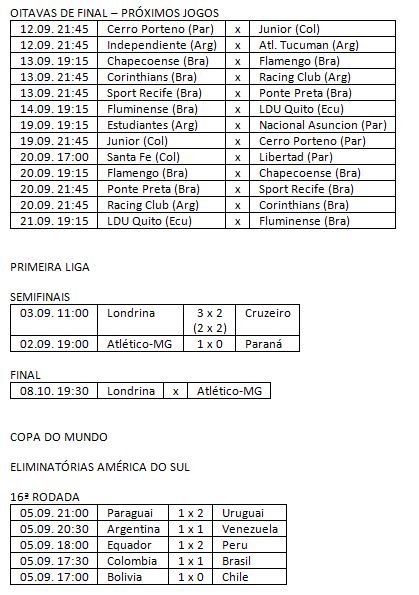 OITAVAS DE FINAL – PRÓXIMOS JOGOS
12.09. 21:45 Cerro Porteno (Par) x Junior (Col)
12.09. 21:45 Independiente (Arg) x Atl. Tucuman (Arg)
13.09. 19:15 Chapecoense (Bra) x Flamengo (Bra)
13.09. 21:45 Corinthians (Bra) x Racing Club (Arg)
13.09. 21:45 Sport Recife (Bra) x Ponte Preta (Bra)
14.09. 19:15 Fluminense (Bra) x LDU Quito (Ecu)
19.09. 19:15 Estudiantes (Arg) x Nacional Asuncion (Par)
19.09. 21:45 Junior (Col) x Cerro Porteno (Par)
20.09. 17:00 Santa Fe (Col) x Libertad (Par)
20.09. 19:15 Flamengo (Bra) x Chapecoense (Bra)
20.09. 21:45 Ponte Preta (Bra) x Sport Recife (Bra)
20.09. 21:45 Racing Club (Arg) x Corinthians (Bra)
21.09. 19:15 LDU Quito (Ecu) x Fluminense (Bra)
PRIMEIRA LIGA
SEMIFINAIS
03.09. 11:00 Londrina 3 x 2 Cruzeiro
(2 x 2)
02.09. 19:00 Atlético-MG 1 x 0 Paraná
FINAL
08.10. 19:30 Londrina x Atlético-MG
COPA DO MUNDO
ELIMINATÓRIAS AMÉRICA DO SUL
16ª RODADA
05.09. 21:00 Paraguai 1 x 2 Uruguai
05.09. 20:30 Argentina 1 x 1 Venezuela
05.09. 18:00 Equador 1 x 2 Peru
05.09. 17:30 Colombia 1 x 1 Brasil
05.09. 17:00 Bolivia 1 x 0 Chile